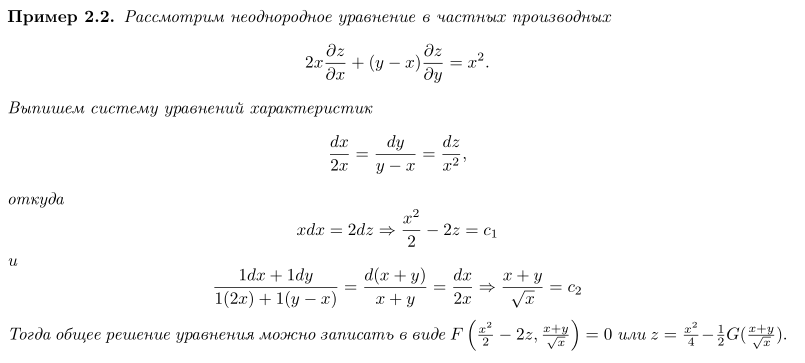 Пример 2.2. Рассмотрим неоднородное уравнение в частных производных
$$2x\frac{\partial z}{\partial x} + (y - x)\frac{\partial z}{\partial y} = x^2.$$
Выпишем систему уравнений характеристик
$$\frac{dx}{2x} = \frac{dy}{y - x} = \frac{dz}{x^2},$$
откуда
$$xdx = 2dz \Rightarrow \frac{x^2}{2} - 2z = c_1$$
и
$$\frac{1dx + 1dy}{1(2x) + 1(y - x)} = \frac{d(x + y)}{x + y} = \frac{dx}{2x} \Rightarrow \frac{x + y}{\sqrt{x}} = c_2$$
Тогда общее решение уравнения можно записать в виде $F\left(\frac{x^2}{2} - 2z, \frac{x+y}{\sqrt{x}}\right) = 0$ или $z = \frac{x^2}{4} - \frac{1}{2}G(\frac{x+y}{\sqrt{x}})$.